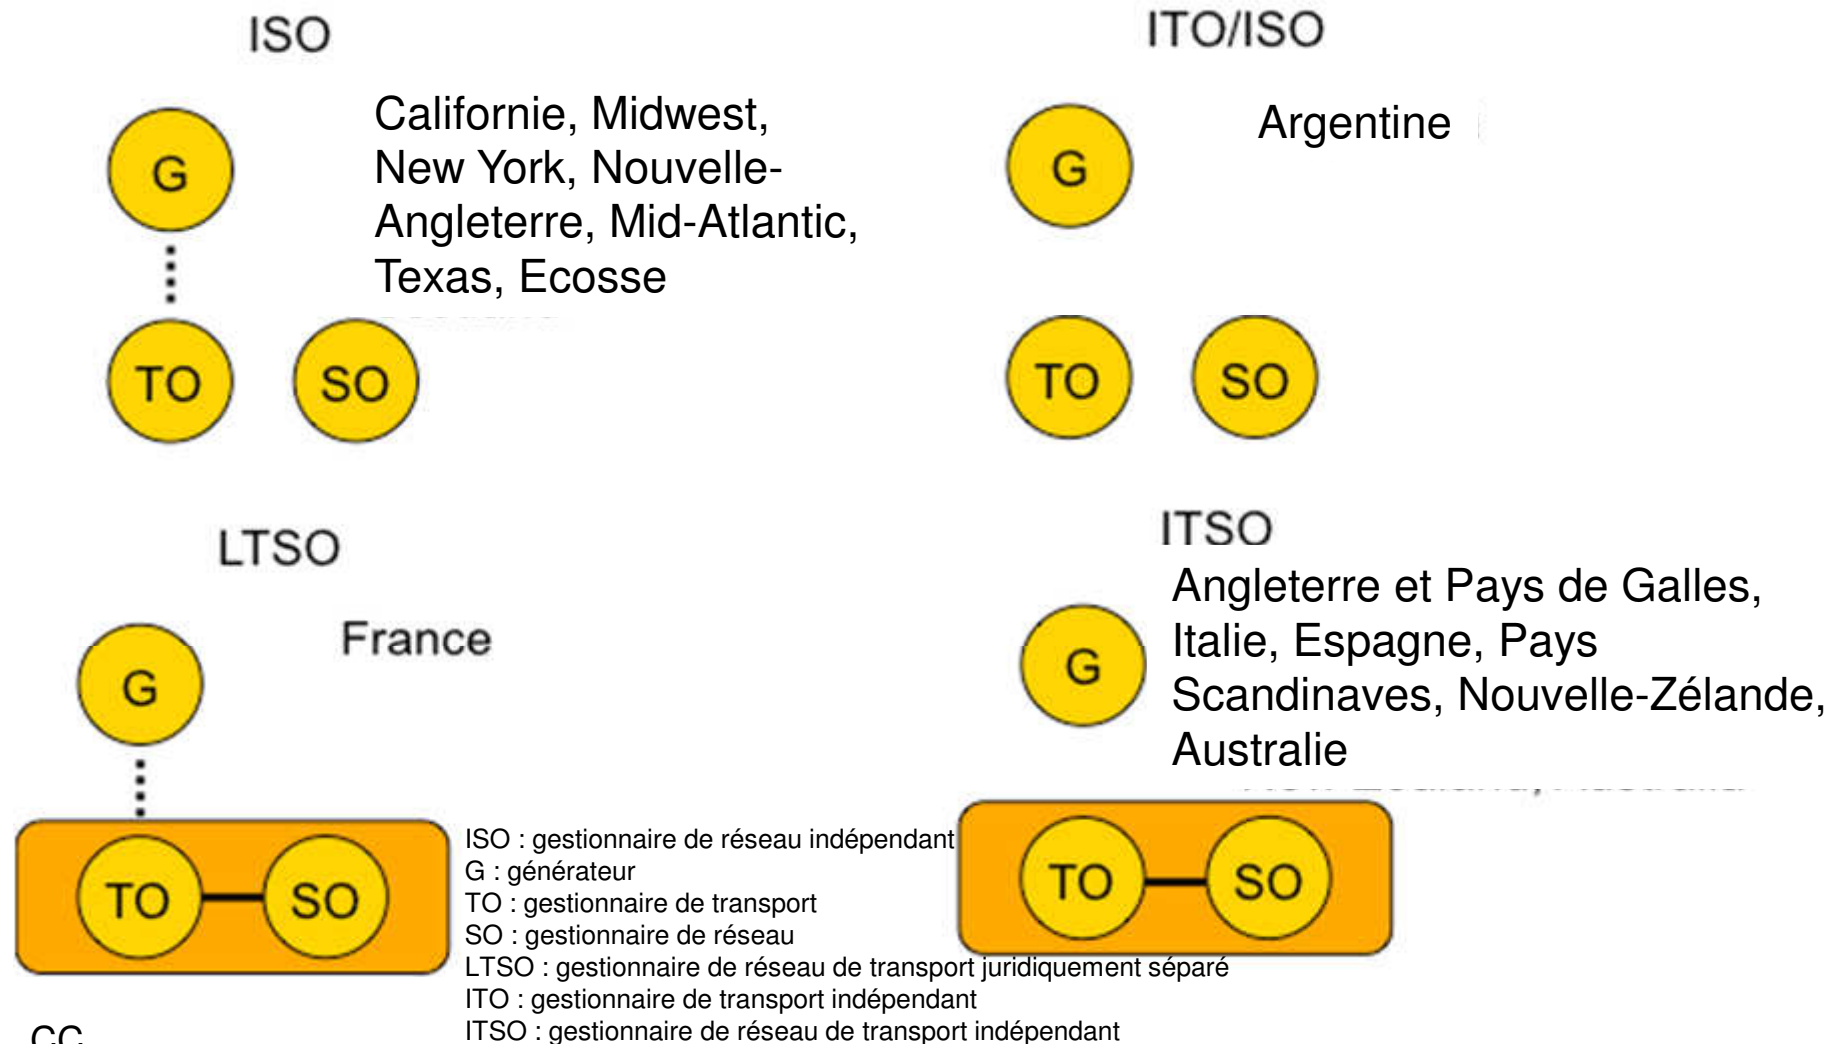 ISO
Californie, Midwest,
New York, Nouvelle-
Angleterre, Mid-Atlantic,
Texas, Ecosse
G
TO
SO
ITO/ISO
Argentine
G
TO
SO
LTSO
France
G
TO
SO
ITSO
Angleterre et Pays de Galles,
Italie, Espagne, Pays
Scandinaves, Nouvelle-Zélande,
Australie
G
TO
SO
ISO : gestionnaire de réseau indépendant
G : générateur
TO : gestionnaire de transport
SO : gestionnaire de réseau
LTSO : gestionnaire de réseau de transport juridiquement séparé
ITO : gestionnaire de transport indépendant
ITSO : gestionnaire de réseau de transport indépendant